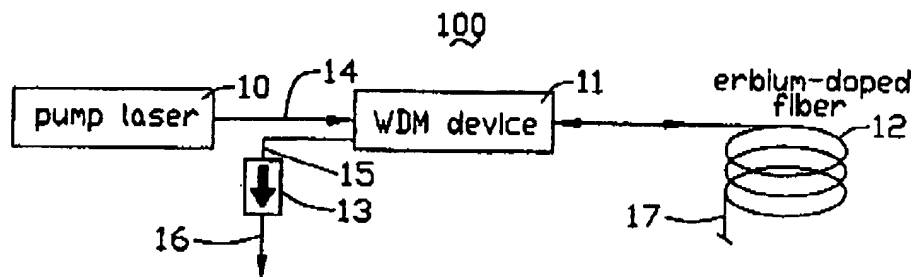 100
10
14
11
erbium-doped
fiber
pump laser
WDM device
12
15
13
17
16